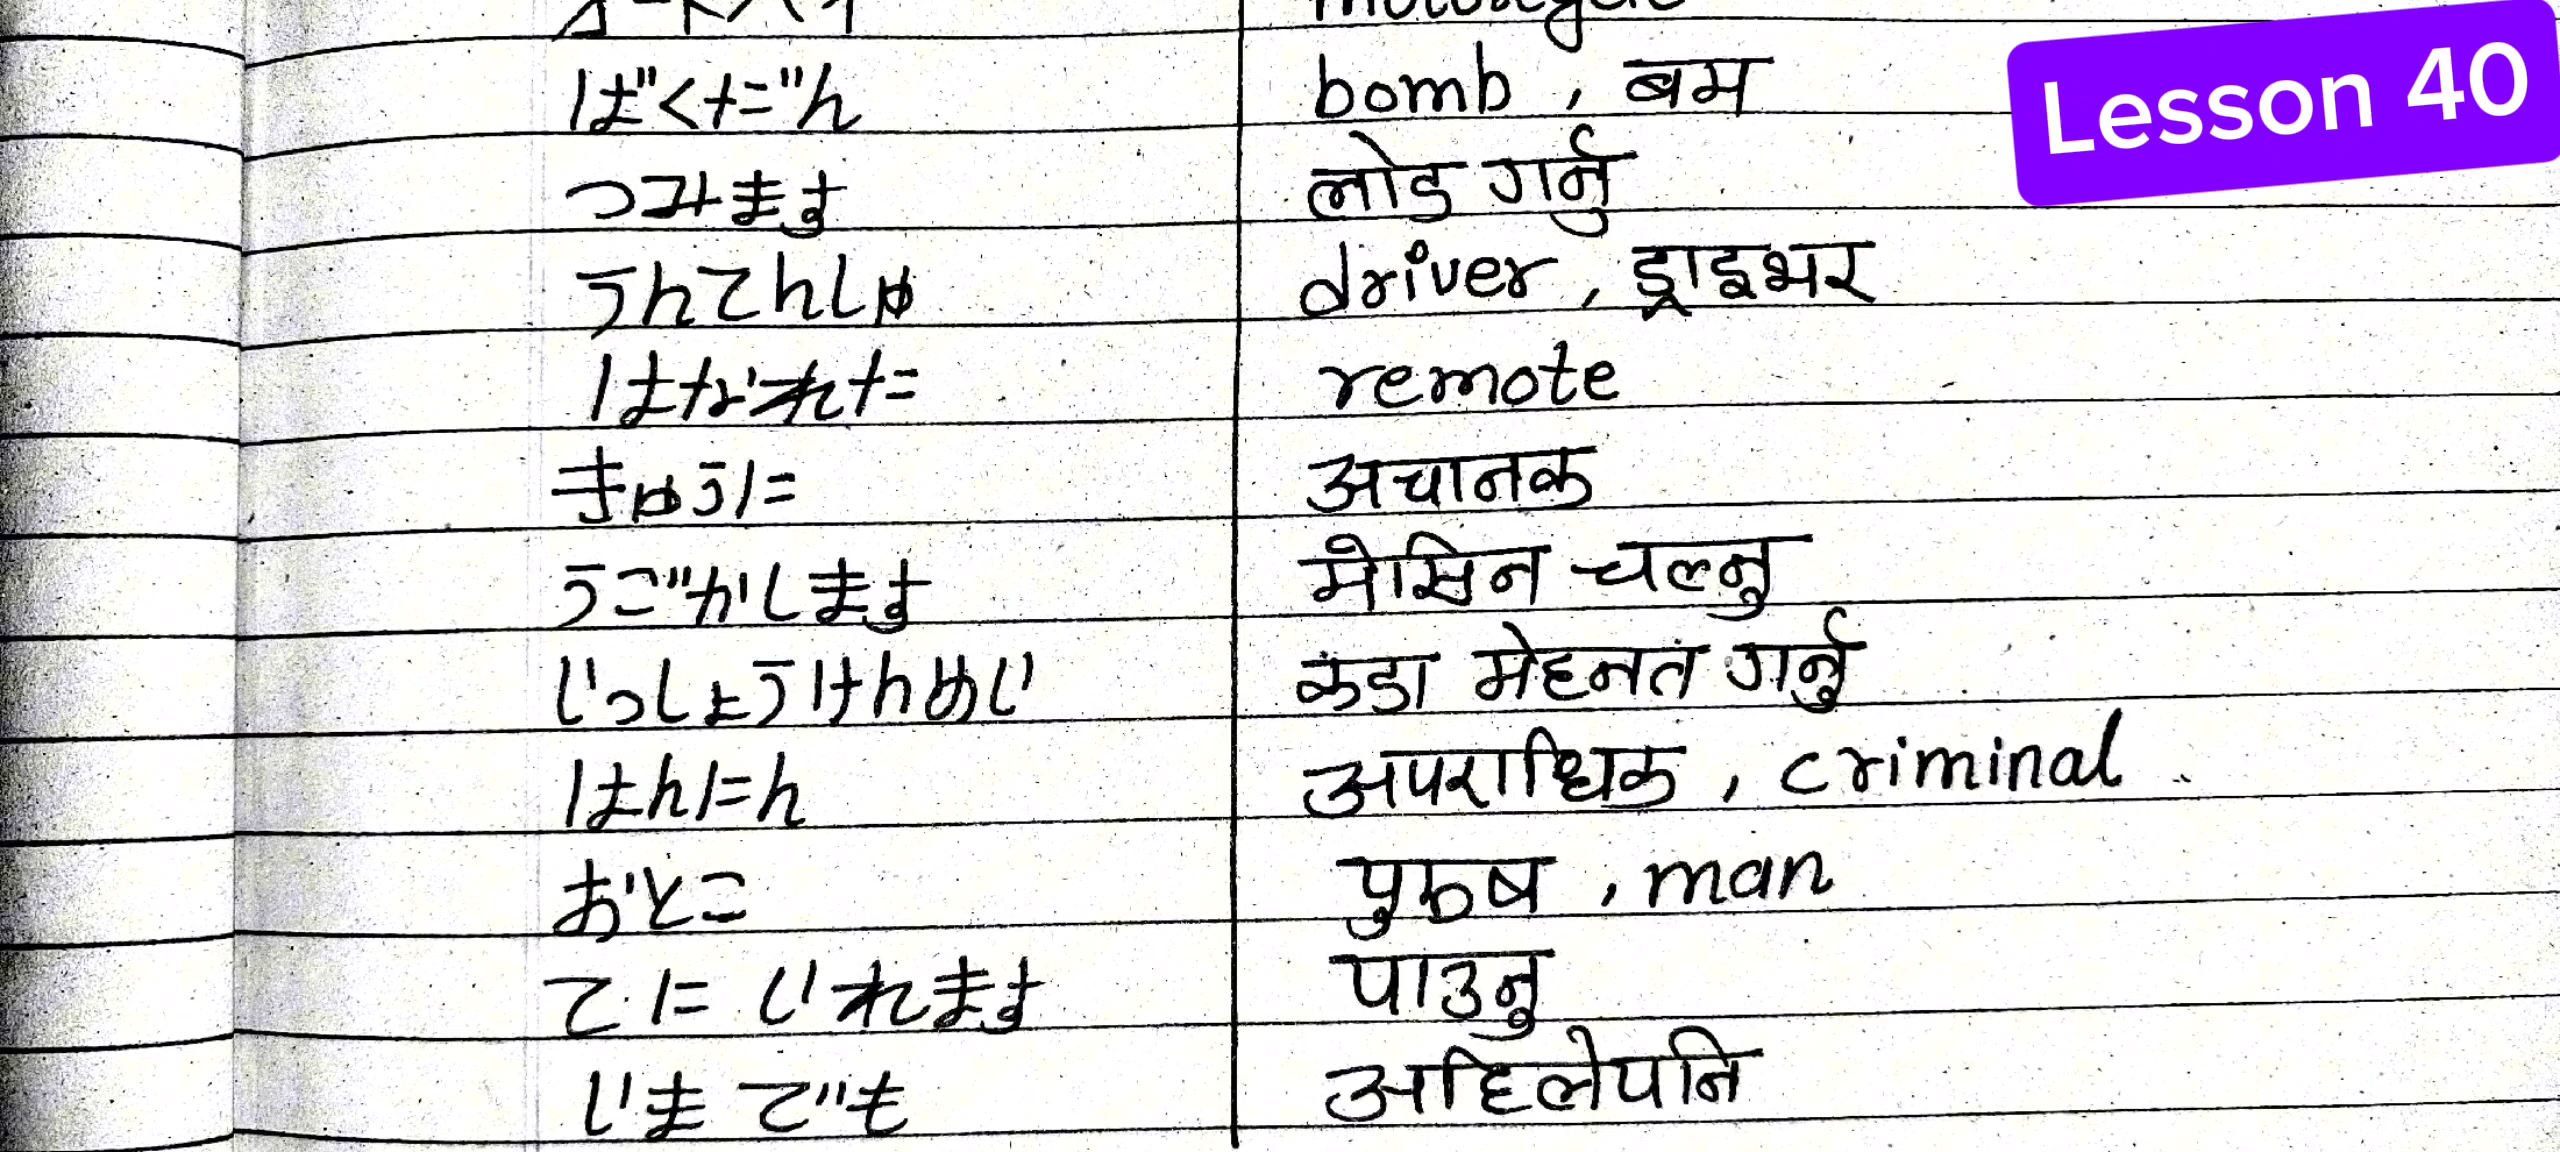 Lesson 40
ばくだん bomb, बम
つみます लोड गर्नु
うんてんしゅ driver, ड्राइभर
はなれた remote
きゅうに अचानक
うごかします मेसिन चल्नु
いっしょうけんめい कडा मेहनत गर्नु
はんにん अपराधिक, criminal
おとこ पुरुष, man
てに いれます पाउनु
いま でも अहिलेपनि